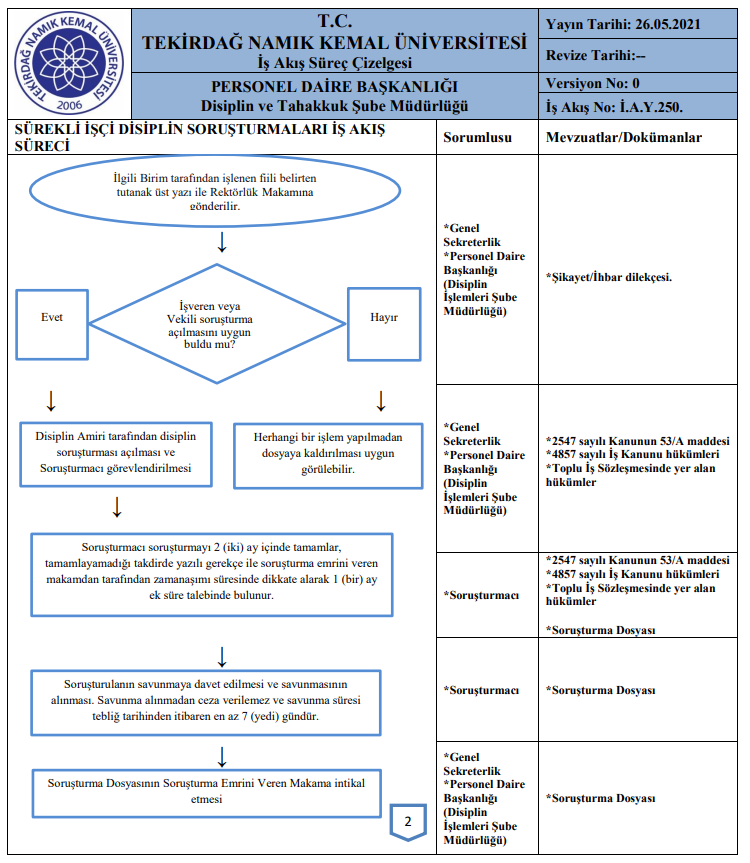 TEKİRDAĞ NAMIK KEMAL ÜNİVERSİTESİ
2006
T.C.
TEKİRDAĞ NAMIK KEMAL ÜNİVERSİTESİ
İş Akış Süreç Çizelgesi
PERSONEL DAİRE BAŞKANLIĞI
Disiplin ve Tahakkuk Şube Müdürlüğü
Yayın Tarihi: 26.05.2021
Revize Tarihi:--
Versiyon No: 0
İş Akış No: İ.A.Y.250.
SÜREKLİ İŞÇİ DİSİPLİN SORUŞTURMALARI İŞ AKIŞ
SÜRECİ
Sorumlusu
Mevzuatlar/Dokümanlar
İlgili Birim tarafından işlenen fiili belirten
tutanak üst yazı ile Rektörlük Makamına
gönderilir.
Evet
İşveren veya
Vekili soruşturma
açılmasını uygun
buldu mu?
Hayır
*Genel
Sekreterlik
*Personel Daire
Başkanlığı
(Disiplin
İşlemleri Şube
Müdürlüğü)
*Şikayet/İhbar dilekçesi.
Disiplin Amiri tarafından disiplin
soruşturması açılması ve
Soruşturmacı görevlendirilmesi
Herhangi bir işlem yapılmadan
dosyaya kaldırılması uygun
görülebilir.
*Genel
Sekreterlik
*Personel Daire
Başkanlığı
(Disiplin
İşlemleri Şube
Müdürlüğü)
*2547 sayılı Kanunun 53/A maddesi
*4857 sayılı İş Kanunu hükümleri
*Toplu İş Sözleşmesinde yer alan
hükümler
Soruşturmacı soruşturmayı 2 (iki) ay içinde tamamlar,
tamamlayamadığı takdirde yazılı gerekçe ile soruşturma emrini veren
makamdan tarafından zamanaşımı süresinde dikkate alarak 1 (bir) ay
ek süre talebinde bulunur.
*Soruşturmacı
*2547 sayılı Kanunun 53/A maddesi
*4857 sayılı İş Kanunu hükümleri
*Toplu İş Sözleşmesinde yer alan
hükümler
*Soruşturma Dosyası
Soruşturulanın savunmaya davet edilmesi ve savunmasının
alınması. Savunma alınmadan ceza verilemez ve savunma süresi
tebliğ tarihinden itibaren en az 7 (yedi) gündür.
*Soruşturmacı
*Soruşturma Dosyası
Soruşturma Dosyasının Soruşturma Emrini Veren Makama intikal
etmesi
2
*Genel
Sekreterlik
*Personel Daire
Başkanlığı
(Disiplin
İşlemleri Şube
Müdürlüğü)
*Soruşturma Dosyası